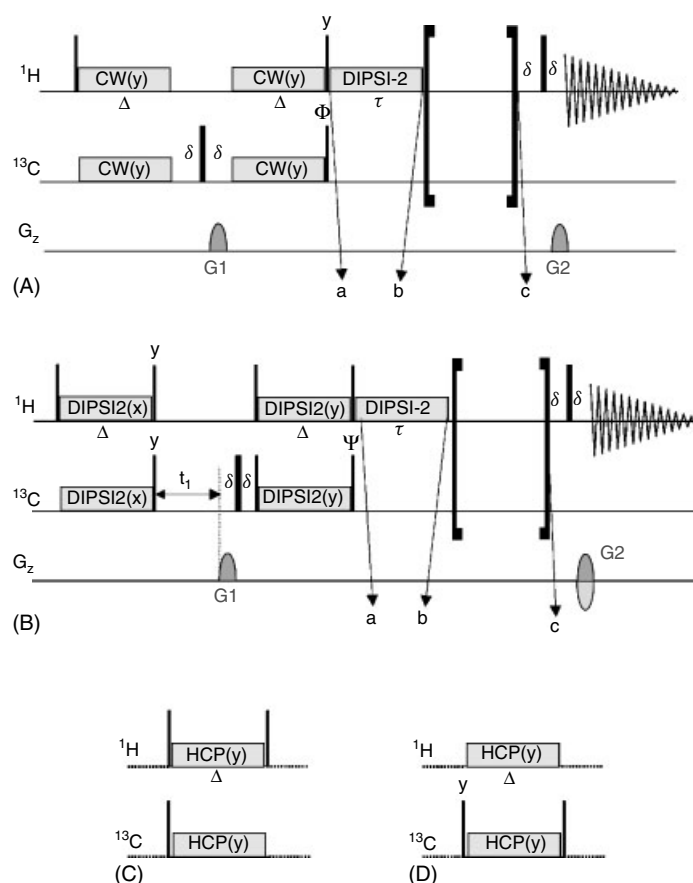 y
¹H CW(y) CW(y) DIPSI-2 δ δ
Δ Δ τ
Φ
¹³C CW(y) δ δ CW(y)
G_z
G1 G2
(A) a b c
y
¹H DIPSI2(x) DIPSI2(y) DIPSI-2 δ δ
Δ Δ τ
y Ψ
¹³C DIPSI2(x) t₁ δ δ DIPSI2(y)
G_z G2
G1
(B) a b c
¹H HCP(y) ¹H HCP(y)
Δ Δ
y
¹³C HCP(y) ¹³C HCP(y)
(C) (D)